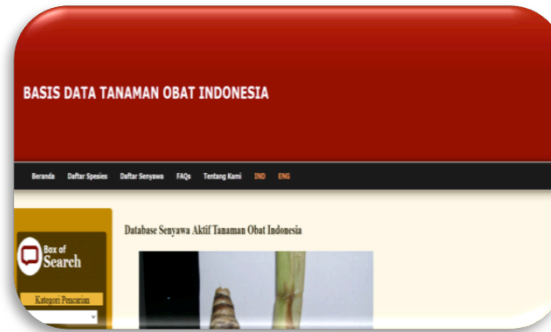 BASIS DATA TANAMAN OBAT INDONESIA
Beranda Daftar Spesies Daftar Senyawa FAQs Tentang Kami IND ENG
Database Senyawa Aktif Tanaman Obat Indonesia
Box of
Search
Kategori Pencarian